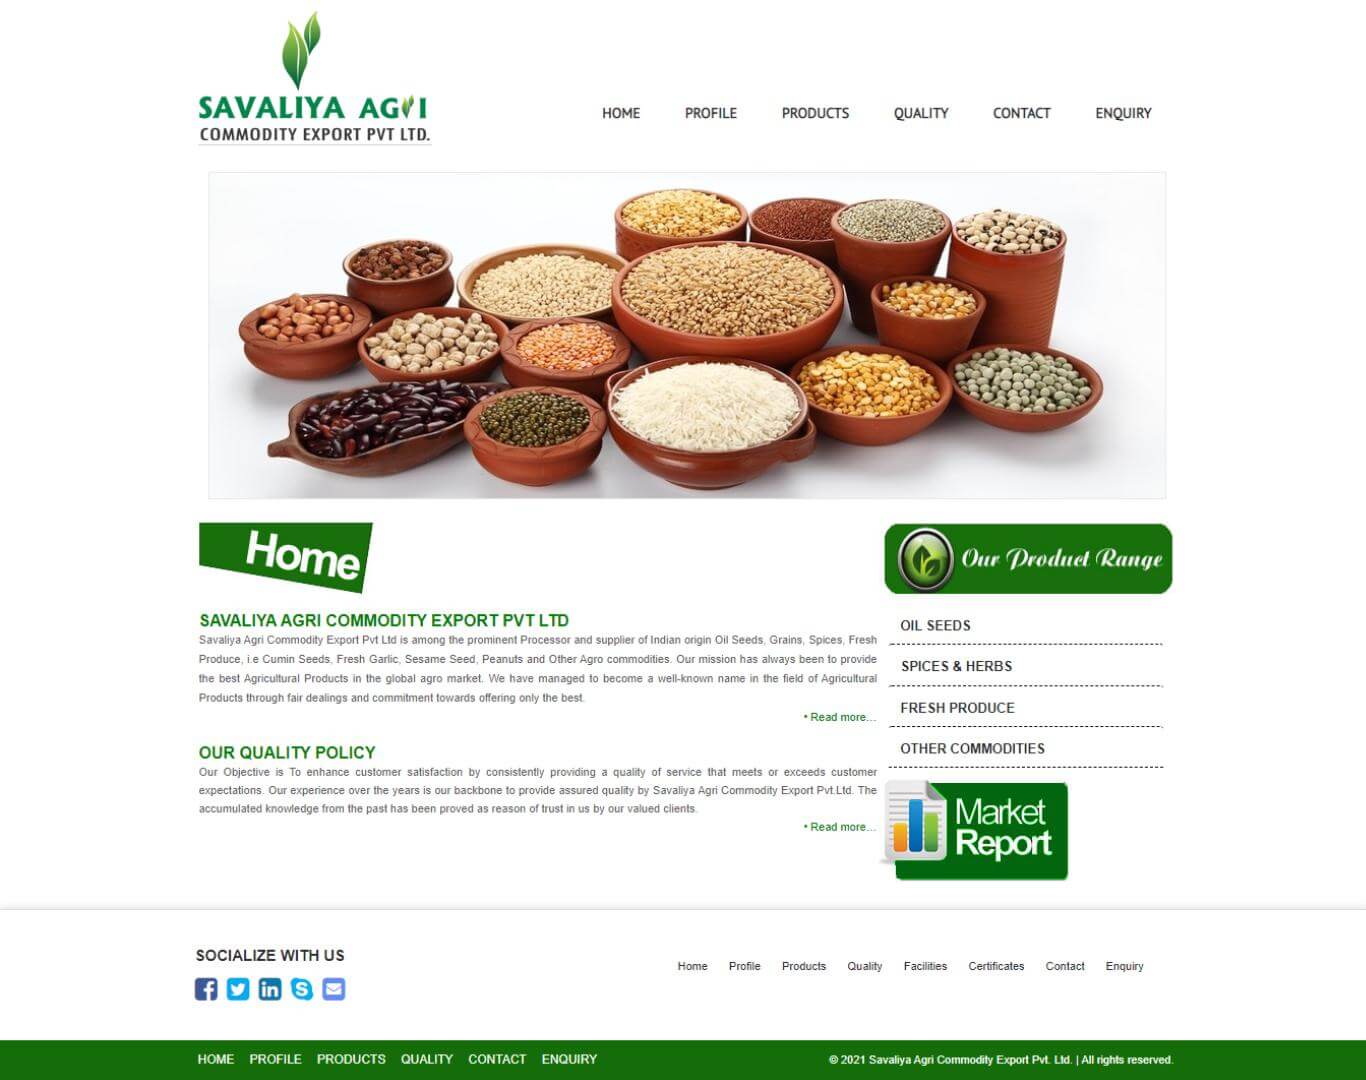 SAVALIYA AGRI
COMMODITY EXPORT PVT LTD.
HOME PROFILE PRODUCTS QUALITY CONTACT ENQUIRY
Home
SAVALIYA AGRI COMMODITY EXPORT PVT LTD
Savaliya Agri Commodity Export Pvt Ltd is among the prominent Processor and supplier of Indian origin Oil Seeds, Grains, Spices, Fresh
Produce, i.e Cumin Seeds, Fresh Garlic, Sesame Seed, Peanuts and Other Agro commodities. Our mission has always been to provide
the best Agricultural Products in the global agro market. We have managed to become a well-known name in the field of Agricultural
Products through fair dealings and commitment towards offering only the best.
• Read more...
OUR QUALITY POLICY
Our Objective is To enhance customer satisfaction by consistently providing a quality of service that meets or exceeds customer
expectations. Our experience over the years is our backbone to provide assured quality by Savaliya Agri Commodity Export Pvt.Ltd. The
accumulated knowledge from the past has been proved as reason of trust in us by our valued clients.
• Read more...
Our Product Range
OIL SEEDS
SPICES & HERBS
FRESH PRODUCE
OTHER COMMODITIES
Market
Report
SOCIALIZE WITH US
Home Profile Products Quality Facilities Certificates Contact Enquiry
HOME PROFILE PRODUCTS QUALITY CONTACT ENQUIRY
© 2021 Savaliya Agri Commodity Export Pvt. Ltd. | All rights reserved.